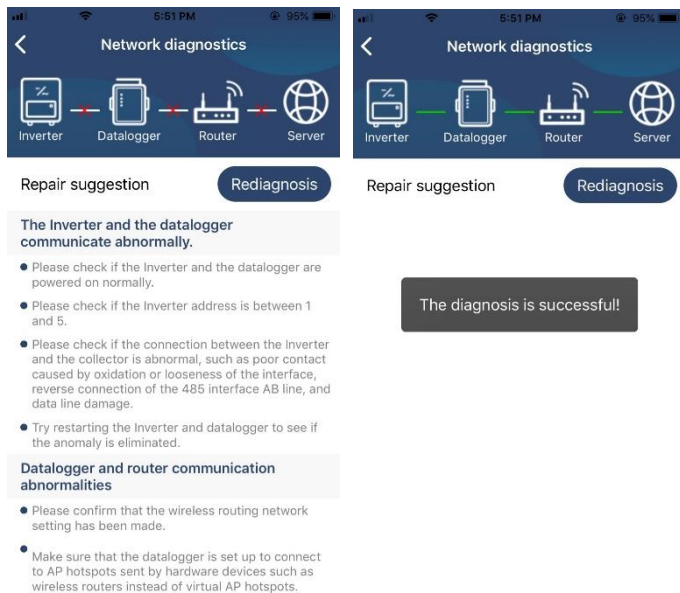 5:51 PM
95%
Network diagnostics
Inverter Datalogger Router Server
Repair suggestion
Rediagnosis
The Inverter and the datalogger
communicate abnormally.
Please check if the Inverter and the datalogger are
powered on normally.
Please check if the Inverter address is between 1
and 5.
Please check if the connection between the Inverter
and the collector is abnormal, such as poor contact
caused by oxidation or looseness of the interface,
reverse connection of the 485 interface AB line, and
data line damage.
Try restarting the Inverter and datalogger to see if
the anomaly is eliminated.
Datalogger and router communication
abnormalities
Please confirm that the wireless routing network
setting has been made.
Make sure that the datalogger is set up to connect
to AP hotspots sent by hardware devices such as
wireless routers instead of virtual AP hotspots.
5:51 PM
95%
Network diagnostics
Inverter Datalogger Router Server
Repair suggestion
Rediagnosis
The diagnosis is successful!